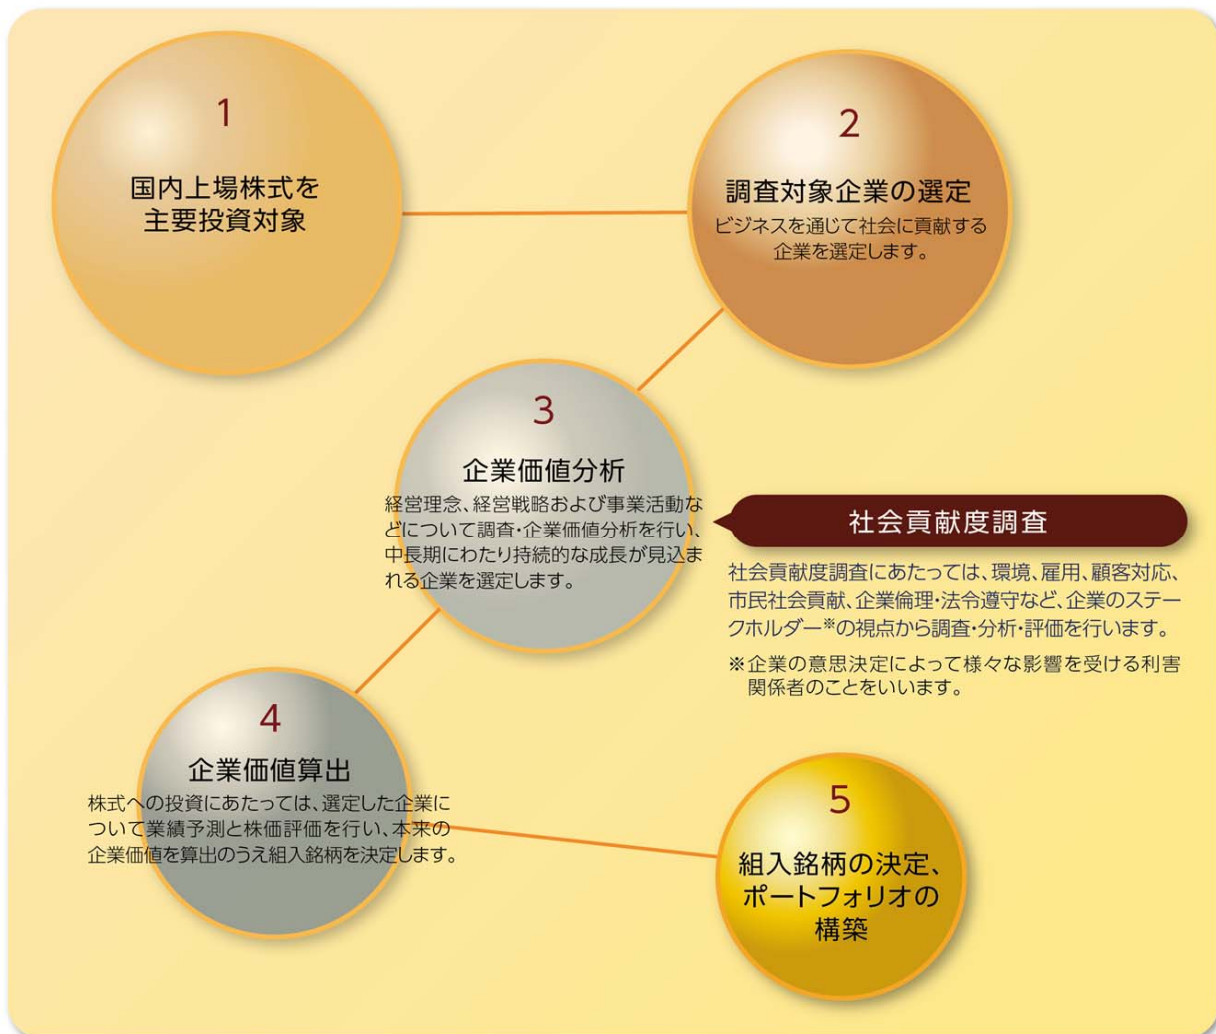 1
国内上場株式を
主要投資対象
2
調査対象企業の選定
ビジネスを通じて社会に貢献する
企業を選定します。
3
企業価値分析
経営理念、経営戦略および事業活動な
どについて調査・企業価値分析を行い、
中長期にわたり持続的な成長が見込ま
れる企業を選定します。
社会貢献度調査
社会貢献度調査にあたっては、環境、雇用、顧客対応、
市民社会貢献、企業倫理・法令遵守など、企業のステー
クホルダー※の視点から調査・分析・評価を行います。
※企業の意思決定によって様々な影響を受ける利害
関係者のことをいいます。
4
企業価値算出
株式への投資にあたっては、選定した企業に
ついて業績予測と株価評価を行い、本来の
企業価値を算出のうえ組入銘柄を決定します。
5
組入銘柄の決定、
ポートフォリオの
構築